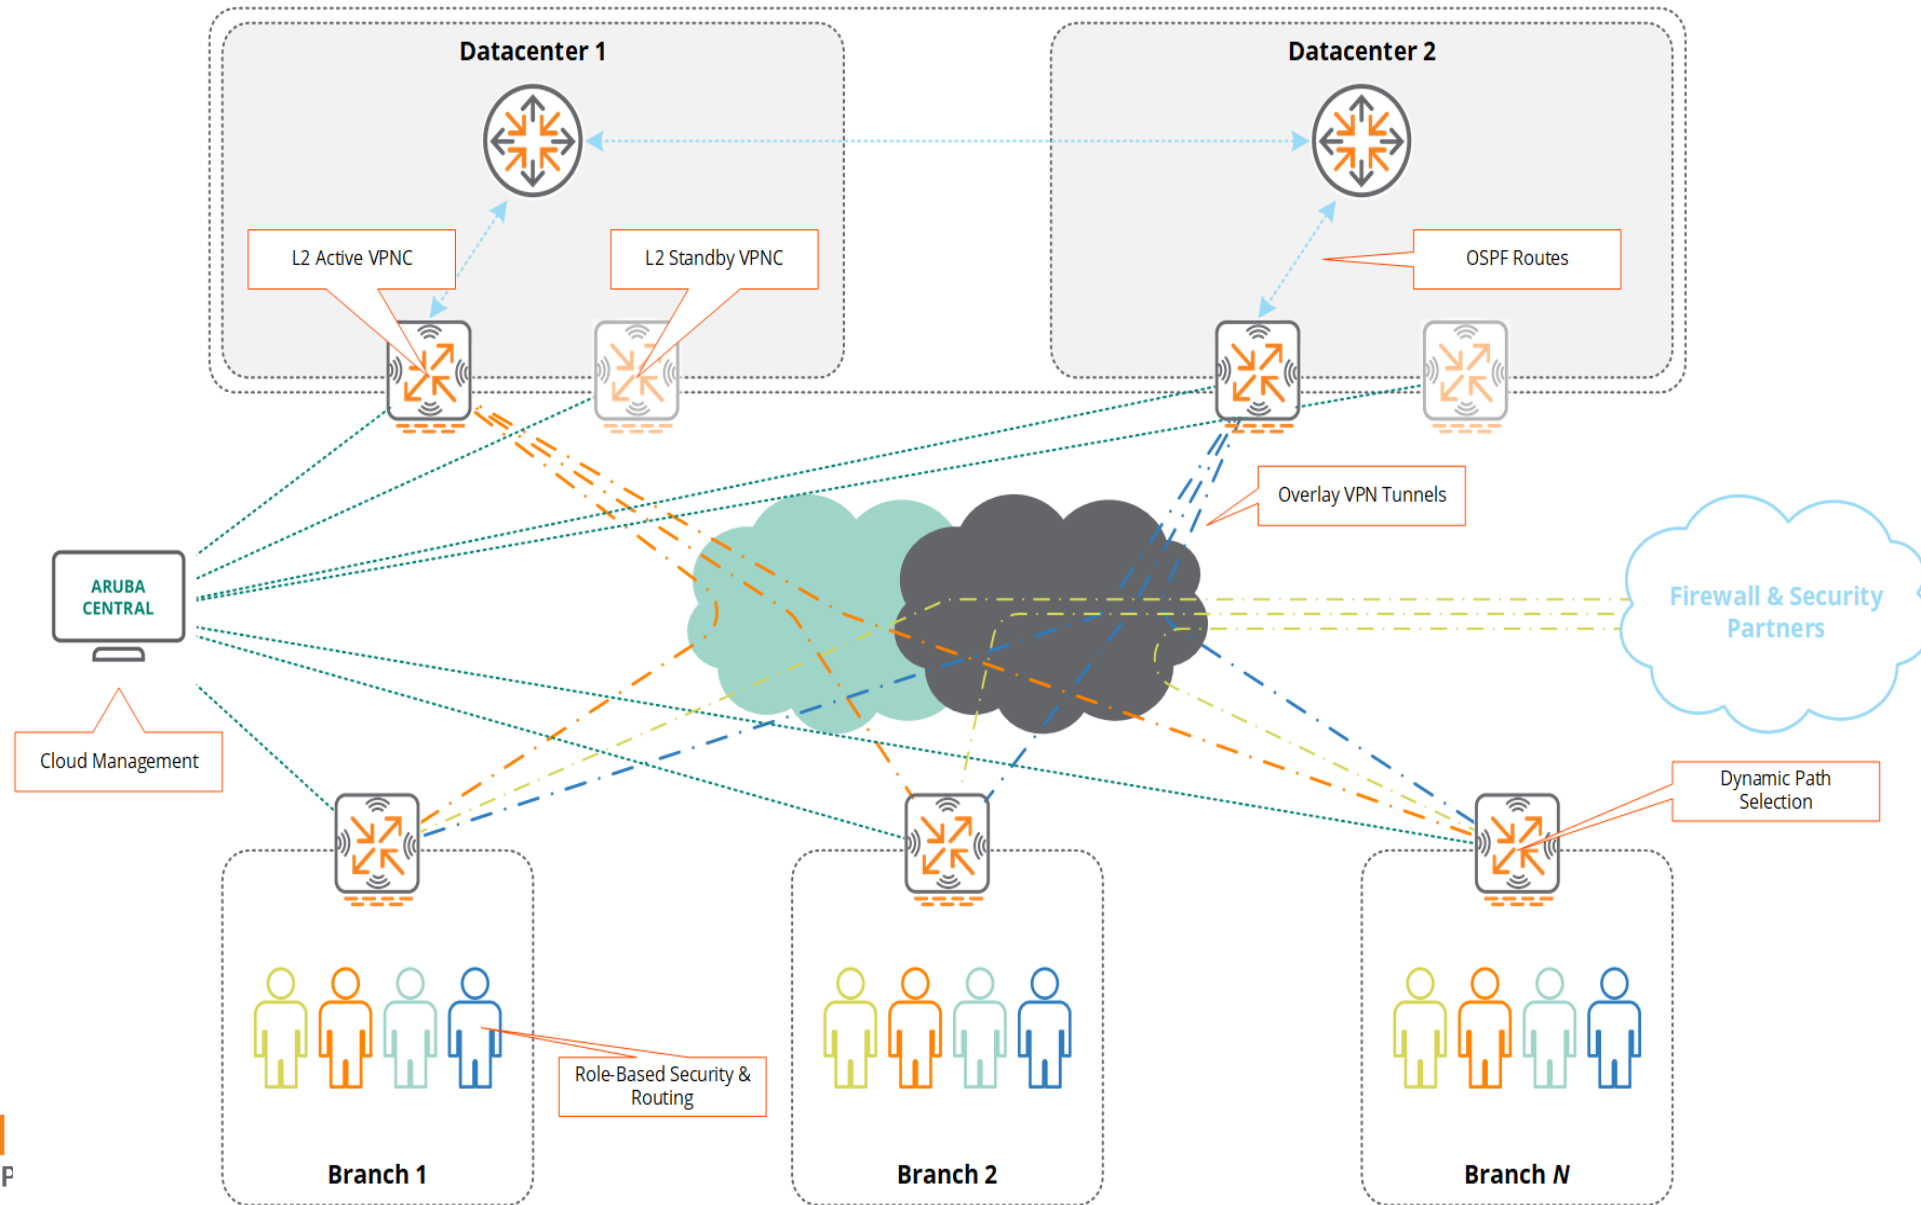 Datacenter 1
Datacenter 2
L2 Active VPNC
L2 Standby VPNC
OSPF Routes
Overlay VPN Tunnels
ARUBA
CENTRAL
Firewall & Security
Partners
Cloud Management
Dynamic Path
Selection
Role-Based Security &
Routing
P
Branch 1
Branch 2
Branch N